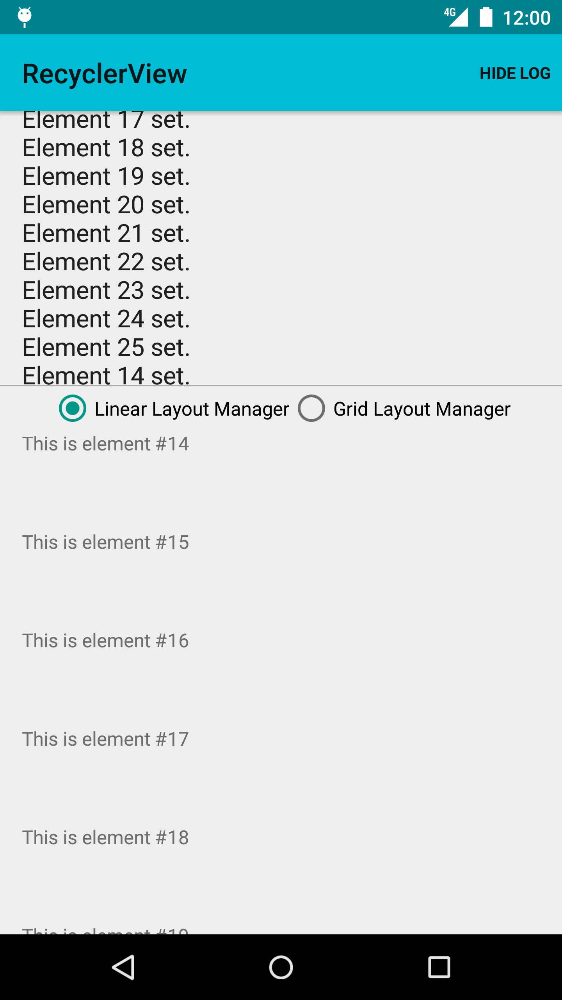 4G 12:00
RecyclerView HIDE LOG
Element 17 set.
Element 18 set.
Element 19 set.
Element 20 set.
Element 21 set.
Element 22 set.
Element 23 set.
Element 24 set.
Element 25 set.
Element 14 set.
Linear Layout Manager Grid Layout Manager
This is element #14
This is element #15
This is element #16
This is element #17
This is element #18
This is element #19